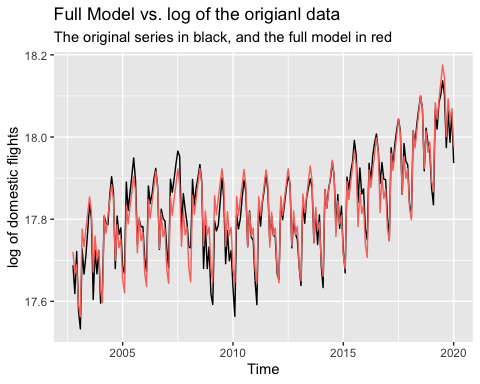 Full Model vs. log of the origianl data
The original series in black, and the full model in red
18.2
18.0
17.8
17.6
log of domestic flights
2005
2010
2015
2020
Time